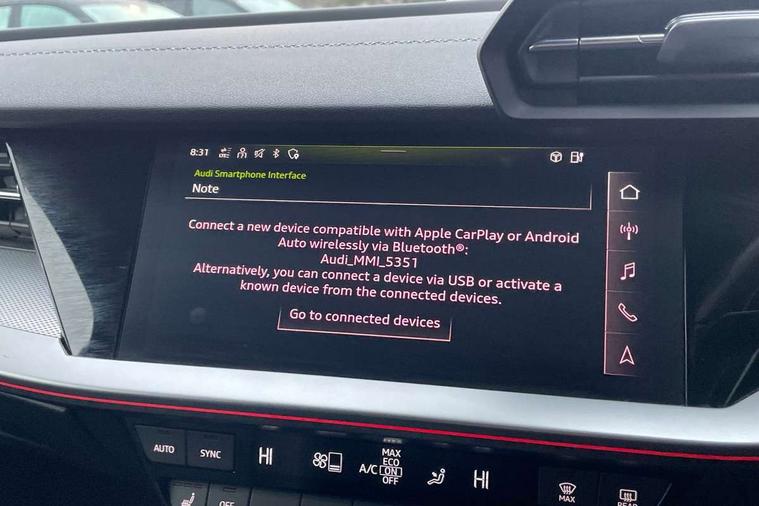 8:31
Audi Smartphone Interface
Note
Connect a new device compatible with Apple CarPlay or Android
Auto wirelessly via Bluetooth®:
Audi_MMI_5351
Alternatively, you can connect a device via USB or activate a
known device from the connected devices.
Go to connected devices
AUTO
SYNC
HI
A/C
MAX
ECO
ON
OFF
HI
MAX
REAR
OFF